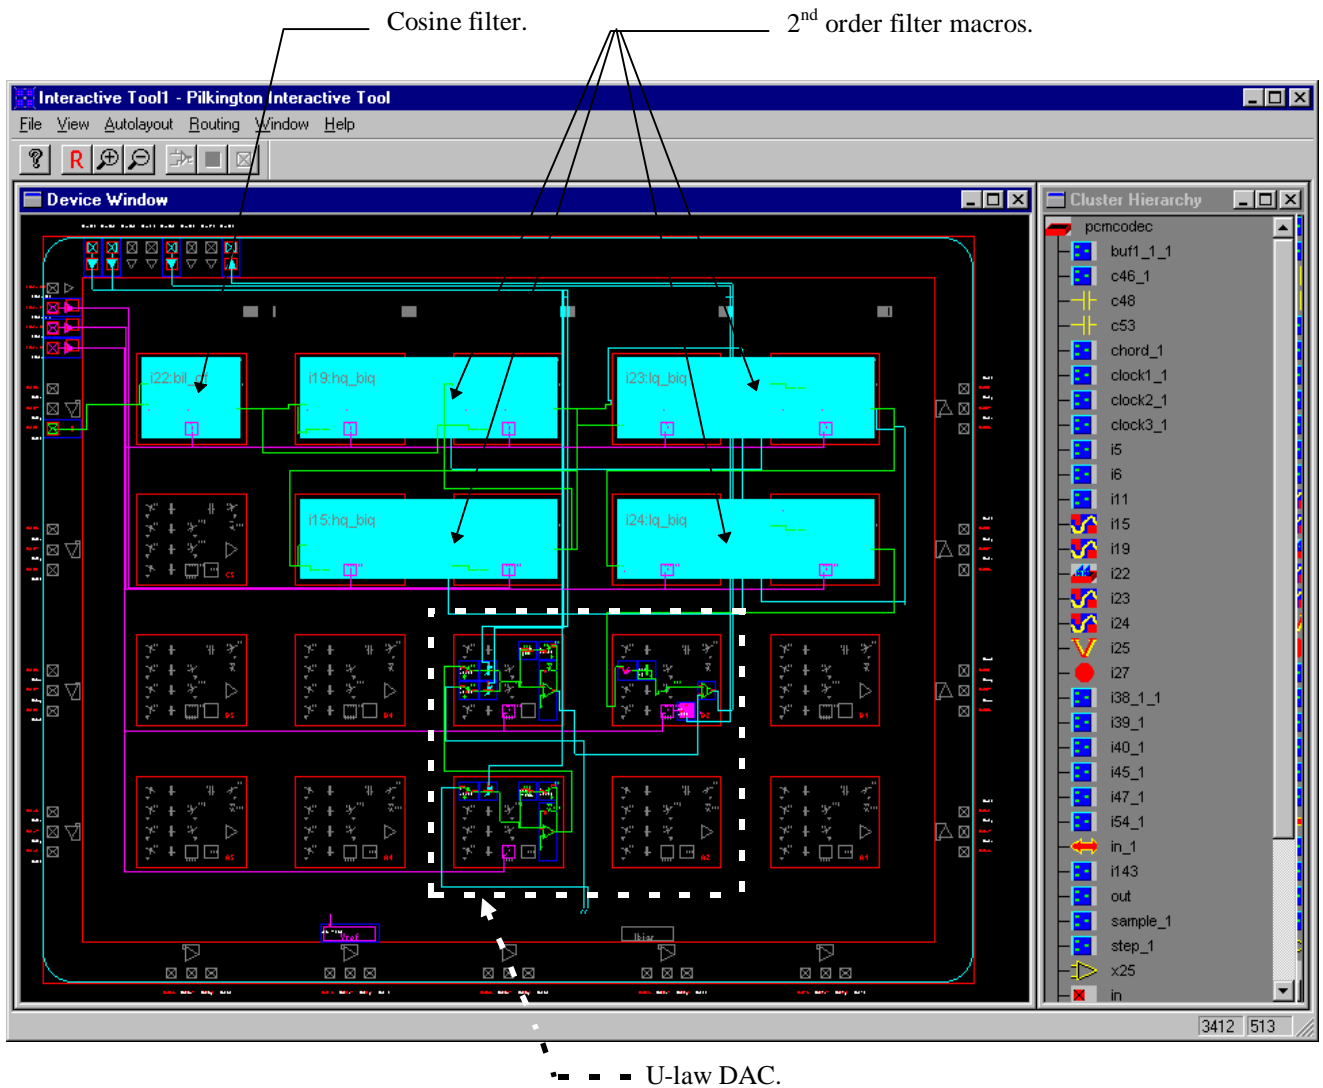 Cosine filter.
2nd order filter macros.
Interactive Tool1 - Pilkington Interactive Tool
File View Autolayout Routing Window Help
R
Device Window
Cluster Hierarchy
pcmcodec
buf1_1_1
c46_1
c48
c53
chord_1
clock1_1
clock2_1
clock3_1
i5
i6
i11
i15
i19
i22
i23
i24
i25
i27
i38_1_1
i39_1
i40_1
i45_1
i47_1
i54_1
in_1
i143
out
sample_1
step_1
x25
in
i19:hq_biq
i23:lq_biq
i15:hq_biq
i24:lq_biq
Vref
Ibias
3412 513
U-law DAC.